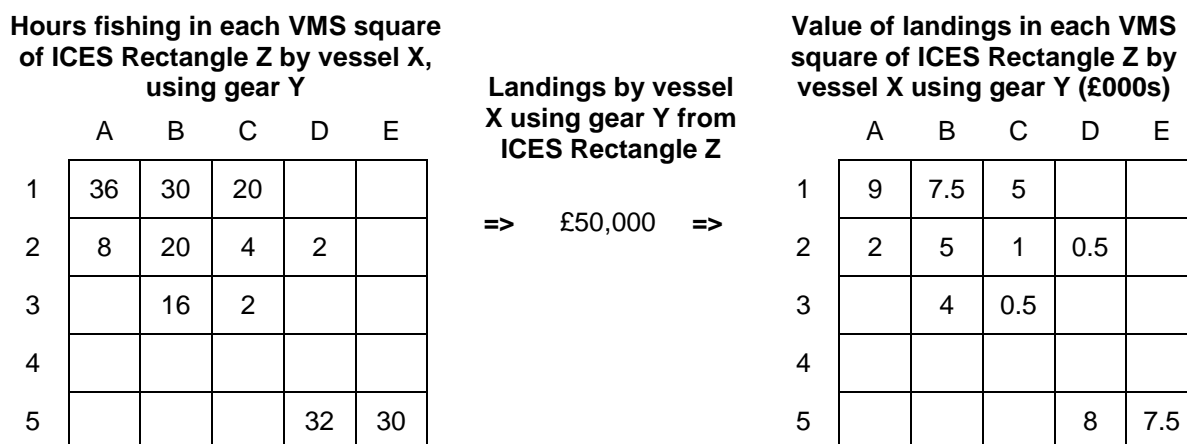 Hours fishing in each VMS square
of ICES Rectangle Z by vessel X,
using gear Y
A B C D E
1 36 30 20
2 8 20 4 2
3 16 2
4
5 32 30
Landings by vessel
X using gear Y from
ICES Rectangle Z
=> £50,000 =>
Value of landings in each VMS
square of ICES Rectangle Z by
vessel X using gear Y (£000s)
A B C D E
1 9 7.5 5
2 2 5 1 0.5
3 4 0.5
4
5 8 7.5